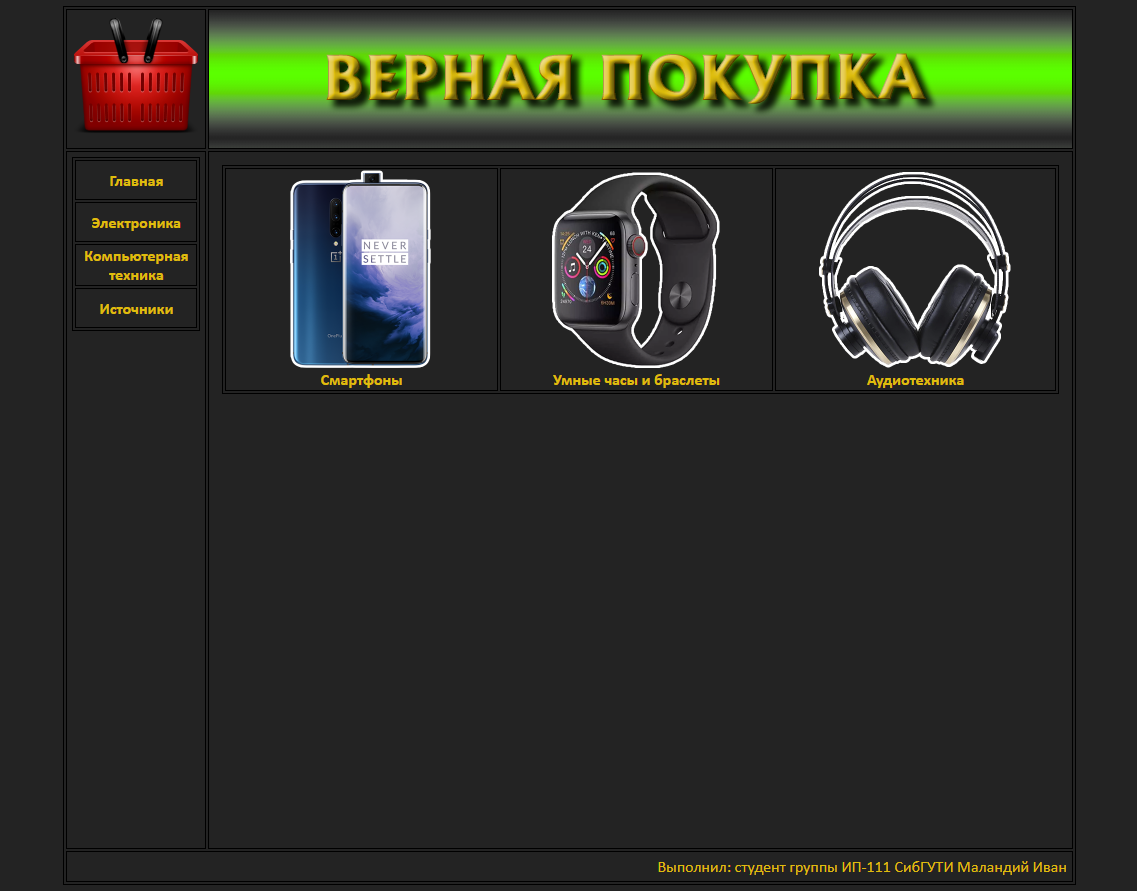 ВЕРНАЯ ПОКУПКА
Главная
Электроника
Компьютерная
техника
Источники
NEVER
SETTLE
24
Смартфоны
Умные часы и браслеты
Аудиотехника
Выполнил: студент группы ИП-111 СибГУТИ Маландий Иван